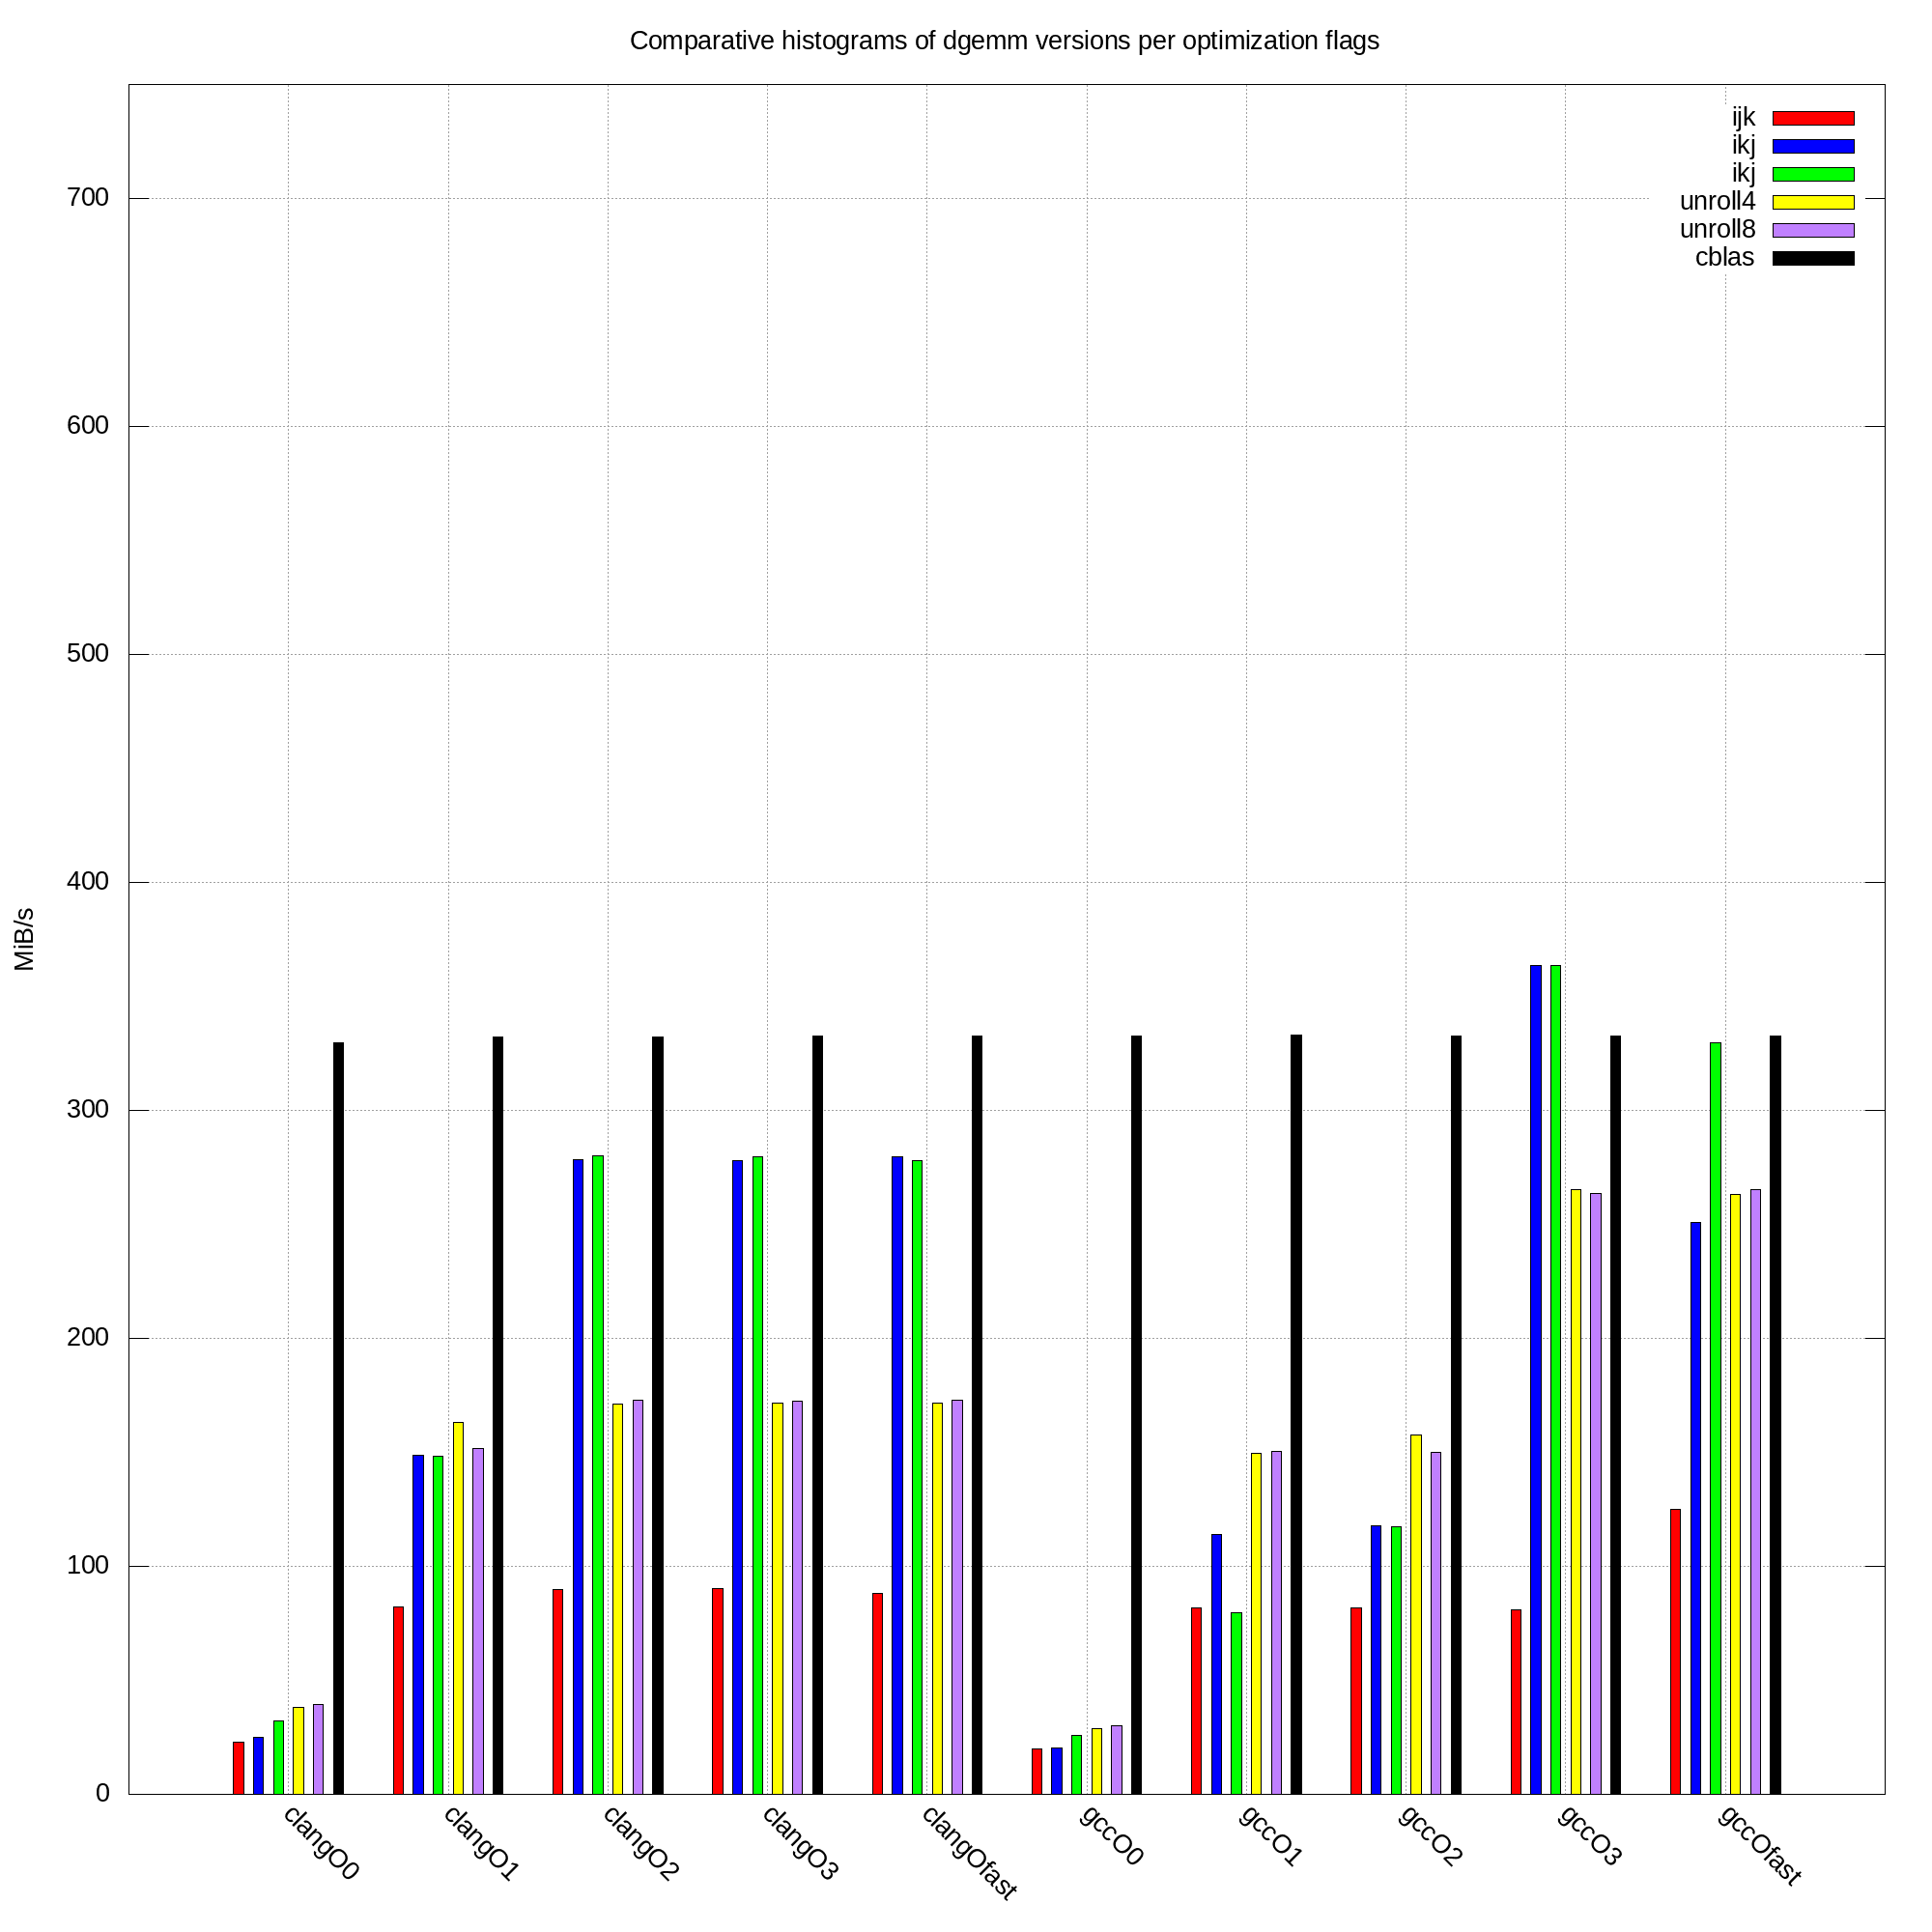 Comparative histograms of dgemm versions per optimization flags
ijk
ikj
ikj
unroll4
unroll8
cblas
700
600
500
400
300
200
100
0
MiB/s
clangO0
clangO1
clangO2
clangO3
clangOfast
gccO0
gccO1
gccO2
gccO3
gccOfast